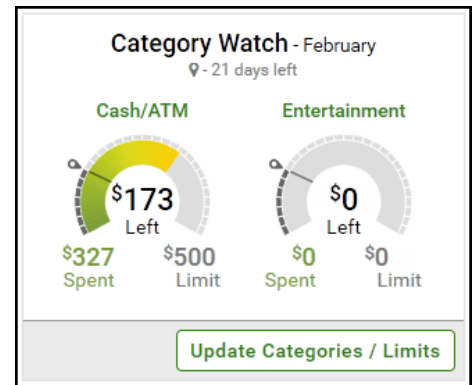 Category Watch - February
- 21 days left
Cash/ATM
Entertainment
$173
Left
$327
Spent
$500
Limit
$0
Left
$0
Spent
$0
Limit
Update Categories / Limits